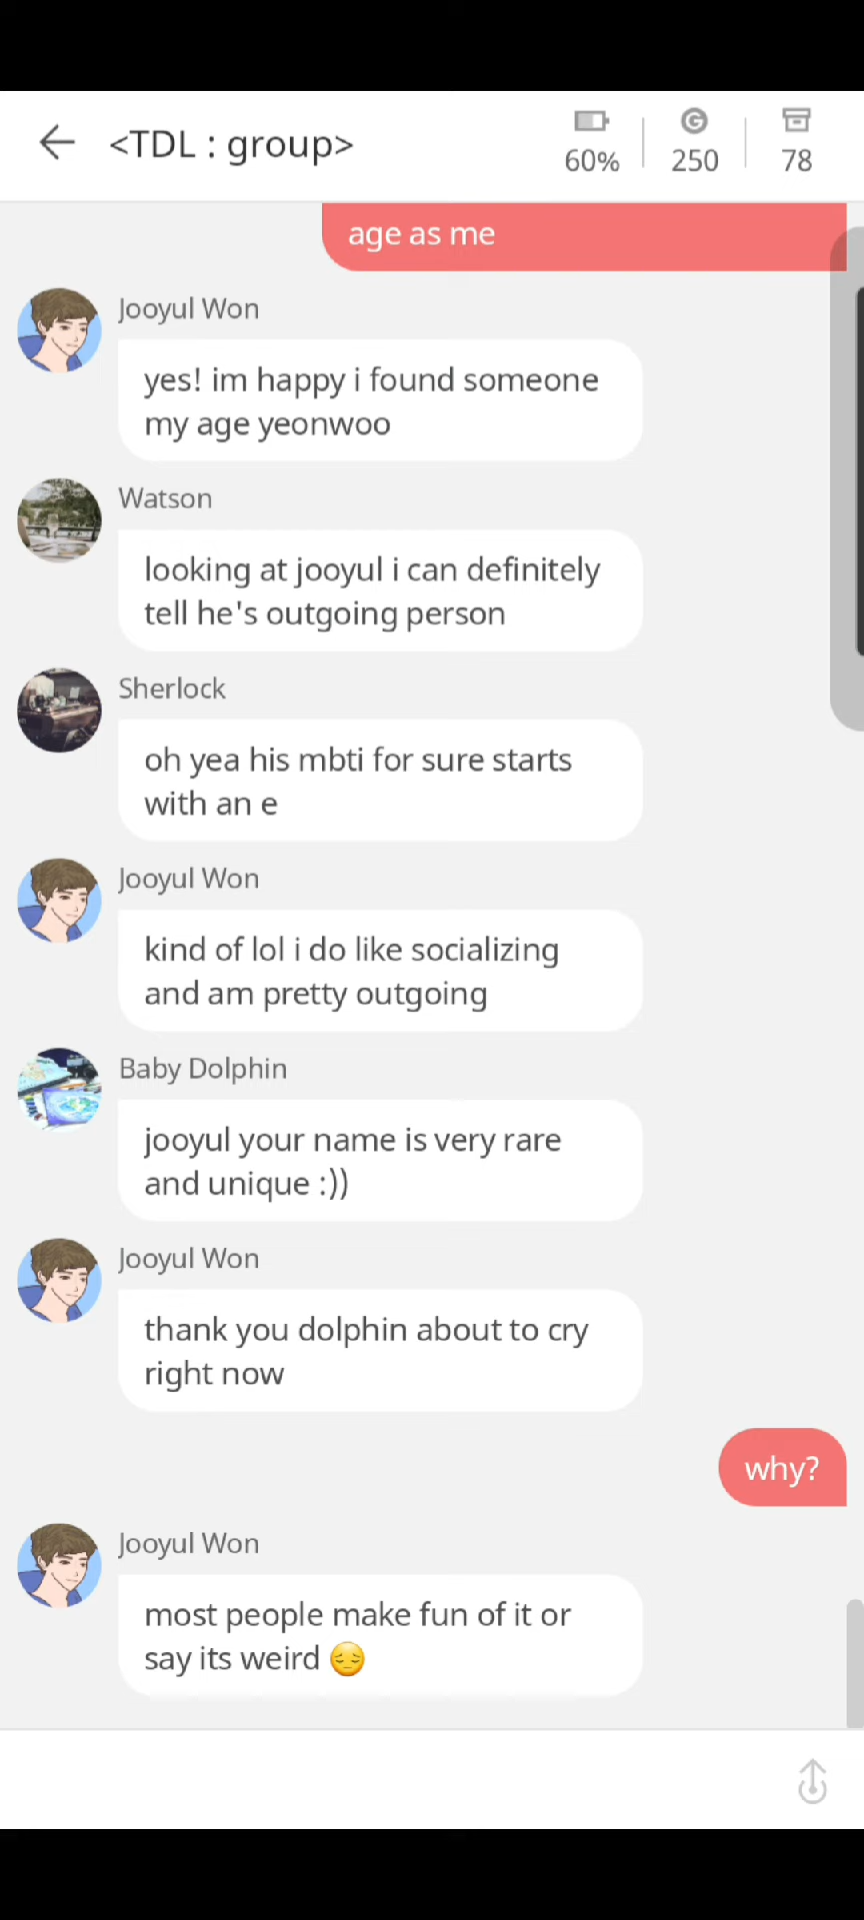 <TDL : group>
60%
250
78
age as me
Jooyul Won
yes! im happy i found someone
my age yeonwoo
Watson
looking at jooyul i can definitely
tell he's outgoing person
Sherlock
oh yea his mbti for sure starts
with an e
Jooyul Won
kind of lol i do like socializing
and am pretty outgoing
Baby Dolphin
jooyul your name is very rare
and unique :))
Jooyul Won
thank you dolphin about to cry
right now
why?
Jooyul Won
most people make fun of it or
say its weird 😔